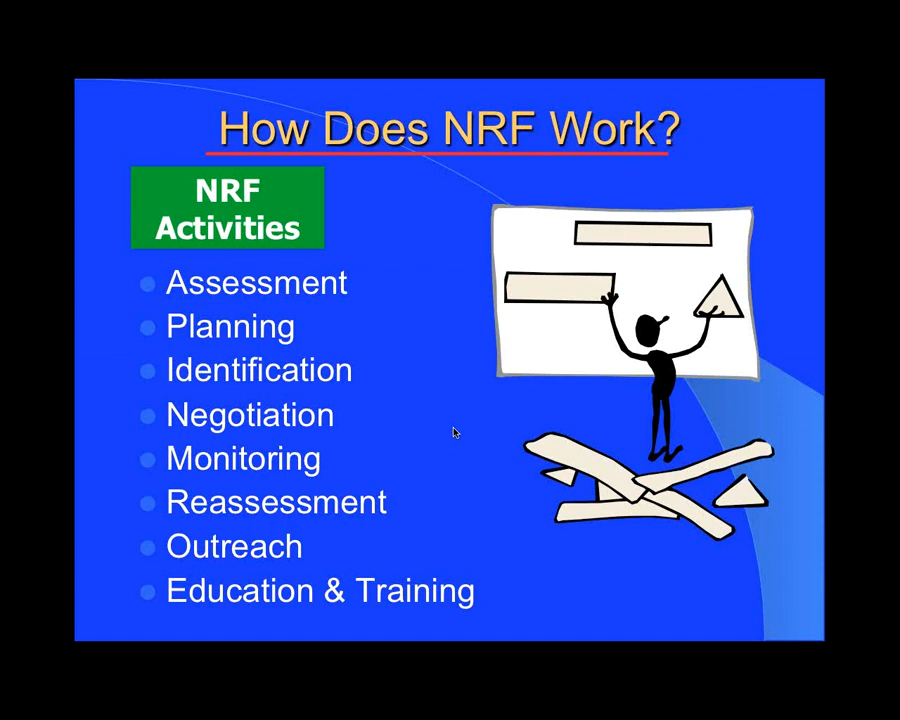 How Does NRF Work?
NRF
Activities
Assessment
Planning
Identification
Negotiation
Monitoring
Reassessment
Outreach
Education & Training